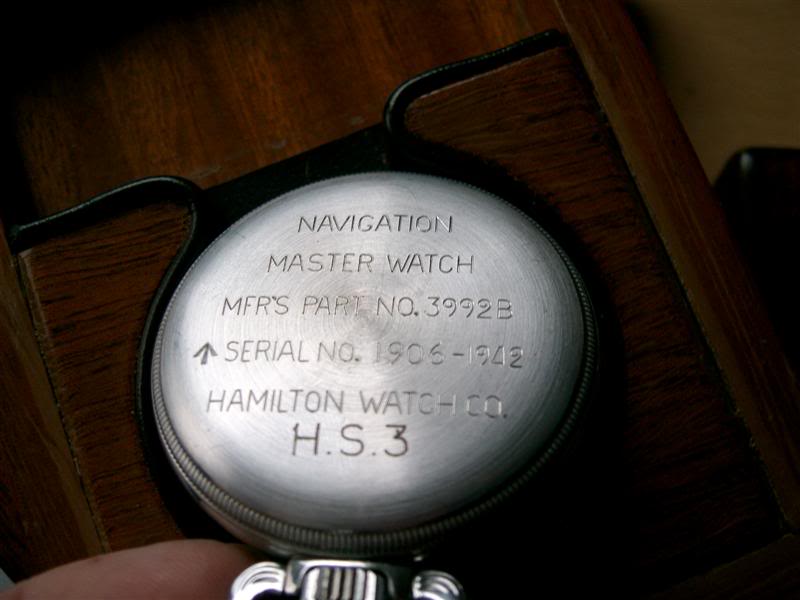 NAVIGATION
MASTER WATCH
MFR'S PART NO. 3992B
↑ SERIAL NO. 1906-1942
HAMILTON WATCH CO.
H.S.3